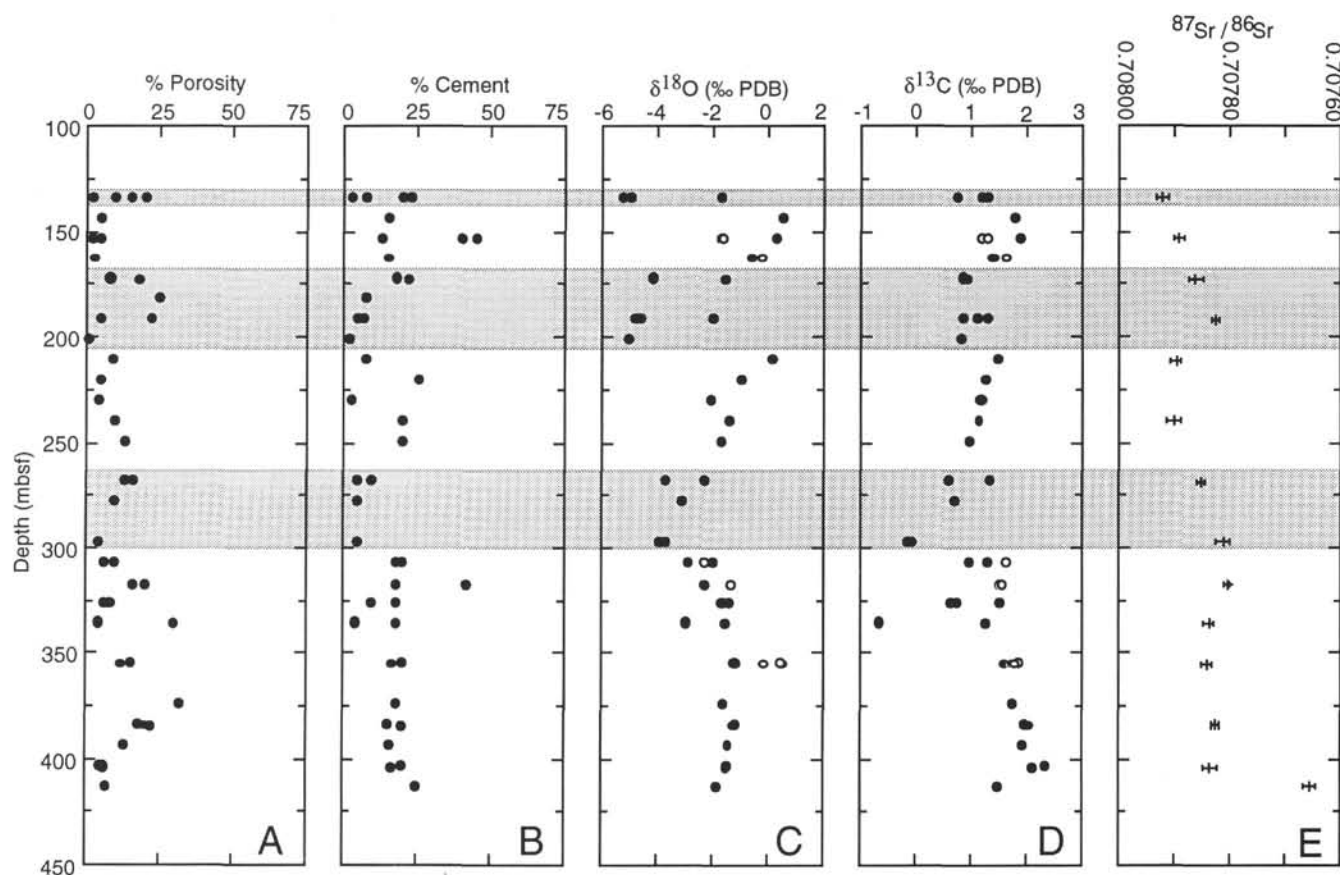 87Sr / 86Sr
% Porosity
% Cement
δ18O (‰ PDB)
δ13C (‰ PDB)
0 25 50 75
0 25 50 75
-6 -4 -2 0 2
-1 0 1 2 3
0.70800 0.70780 0.70760
Depth (mbsf)
100
150
200
250
300
350
400
450
A
B
C
D
E